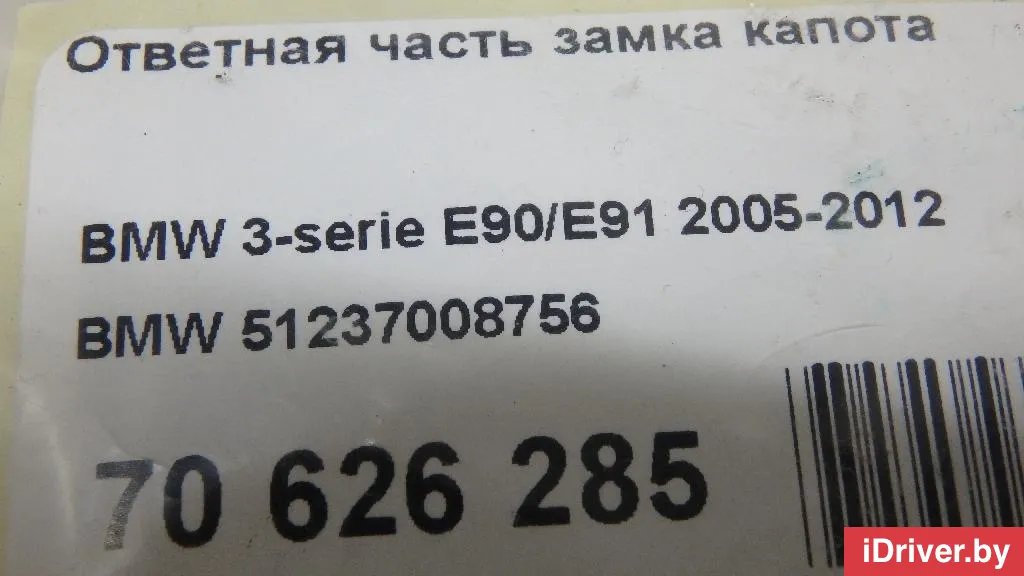 Ответная часть замка капота
BMW 3-serie E90/E91 2005-2012
BMW 51237008756
70 626 285
iDriver.by